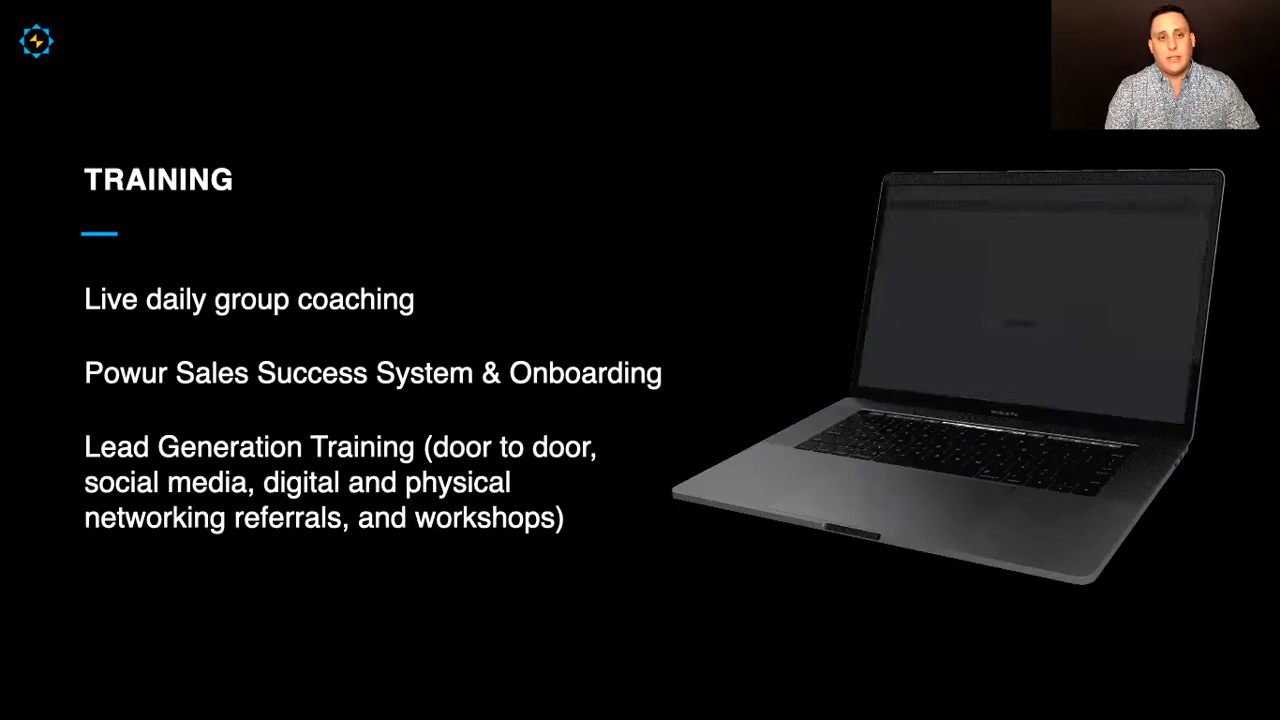 TRAINING
Live daily group coaching
Powur Sales Success System & Onboarding
Lead Generation Training (door to door,
social media, digital and physical
networking referrals, and workshops)